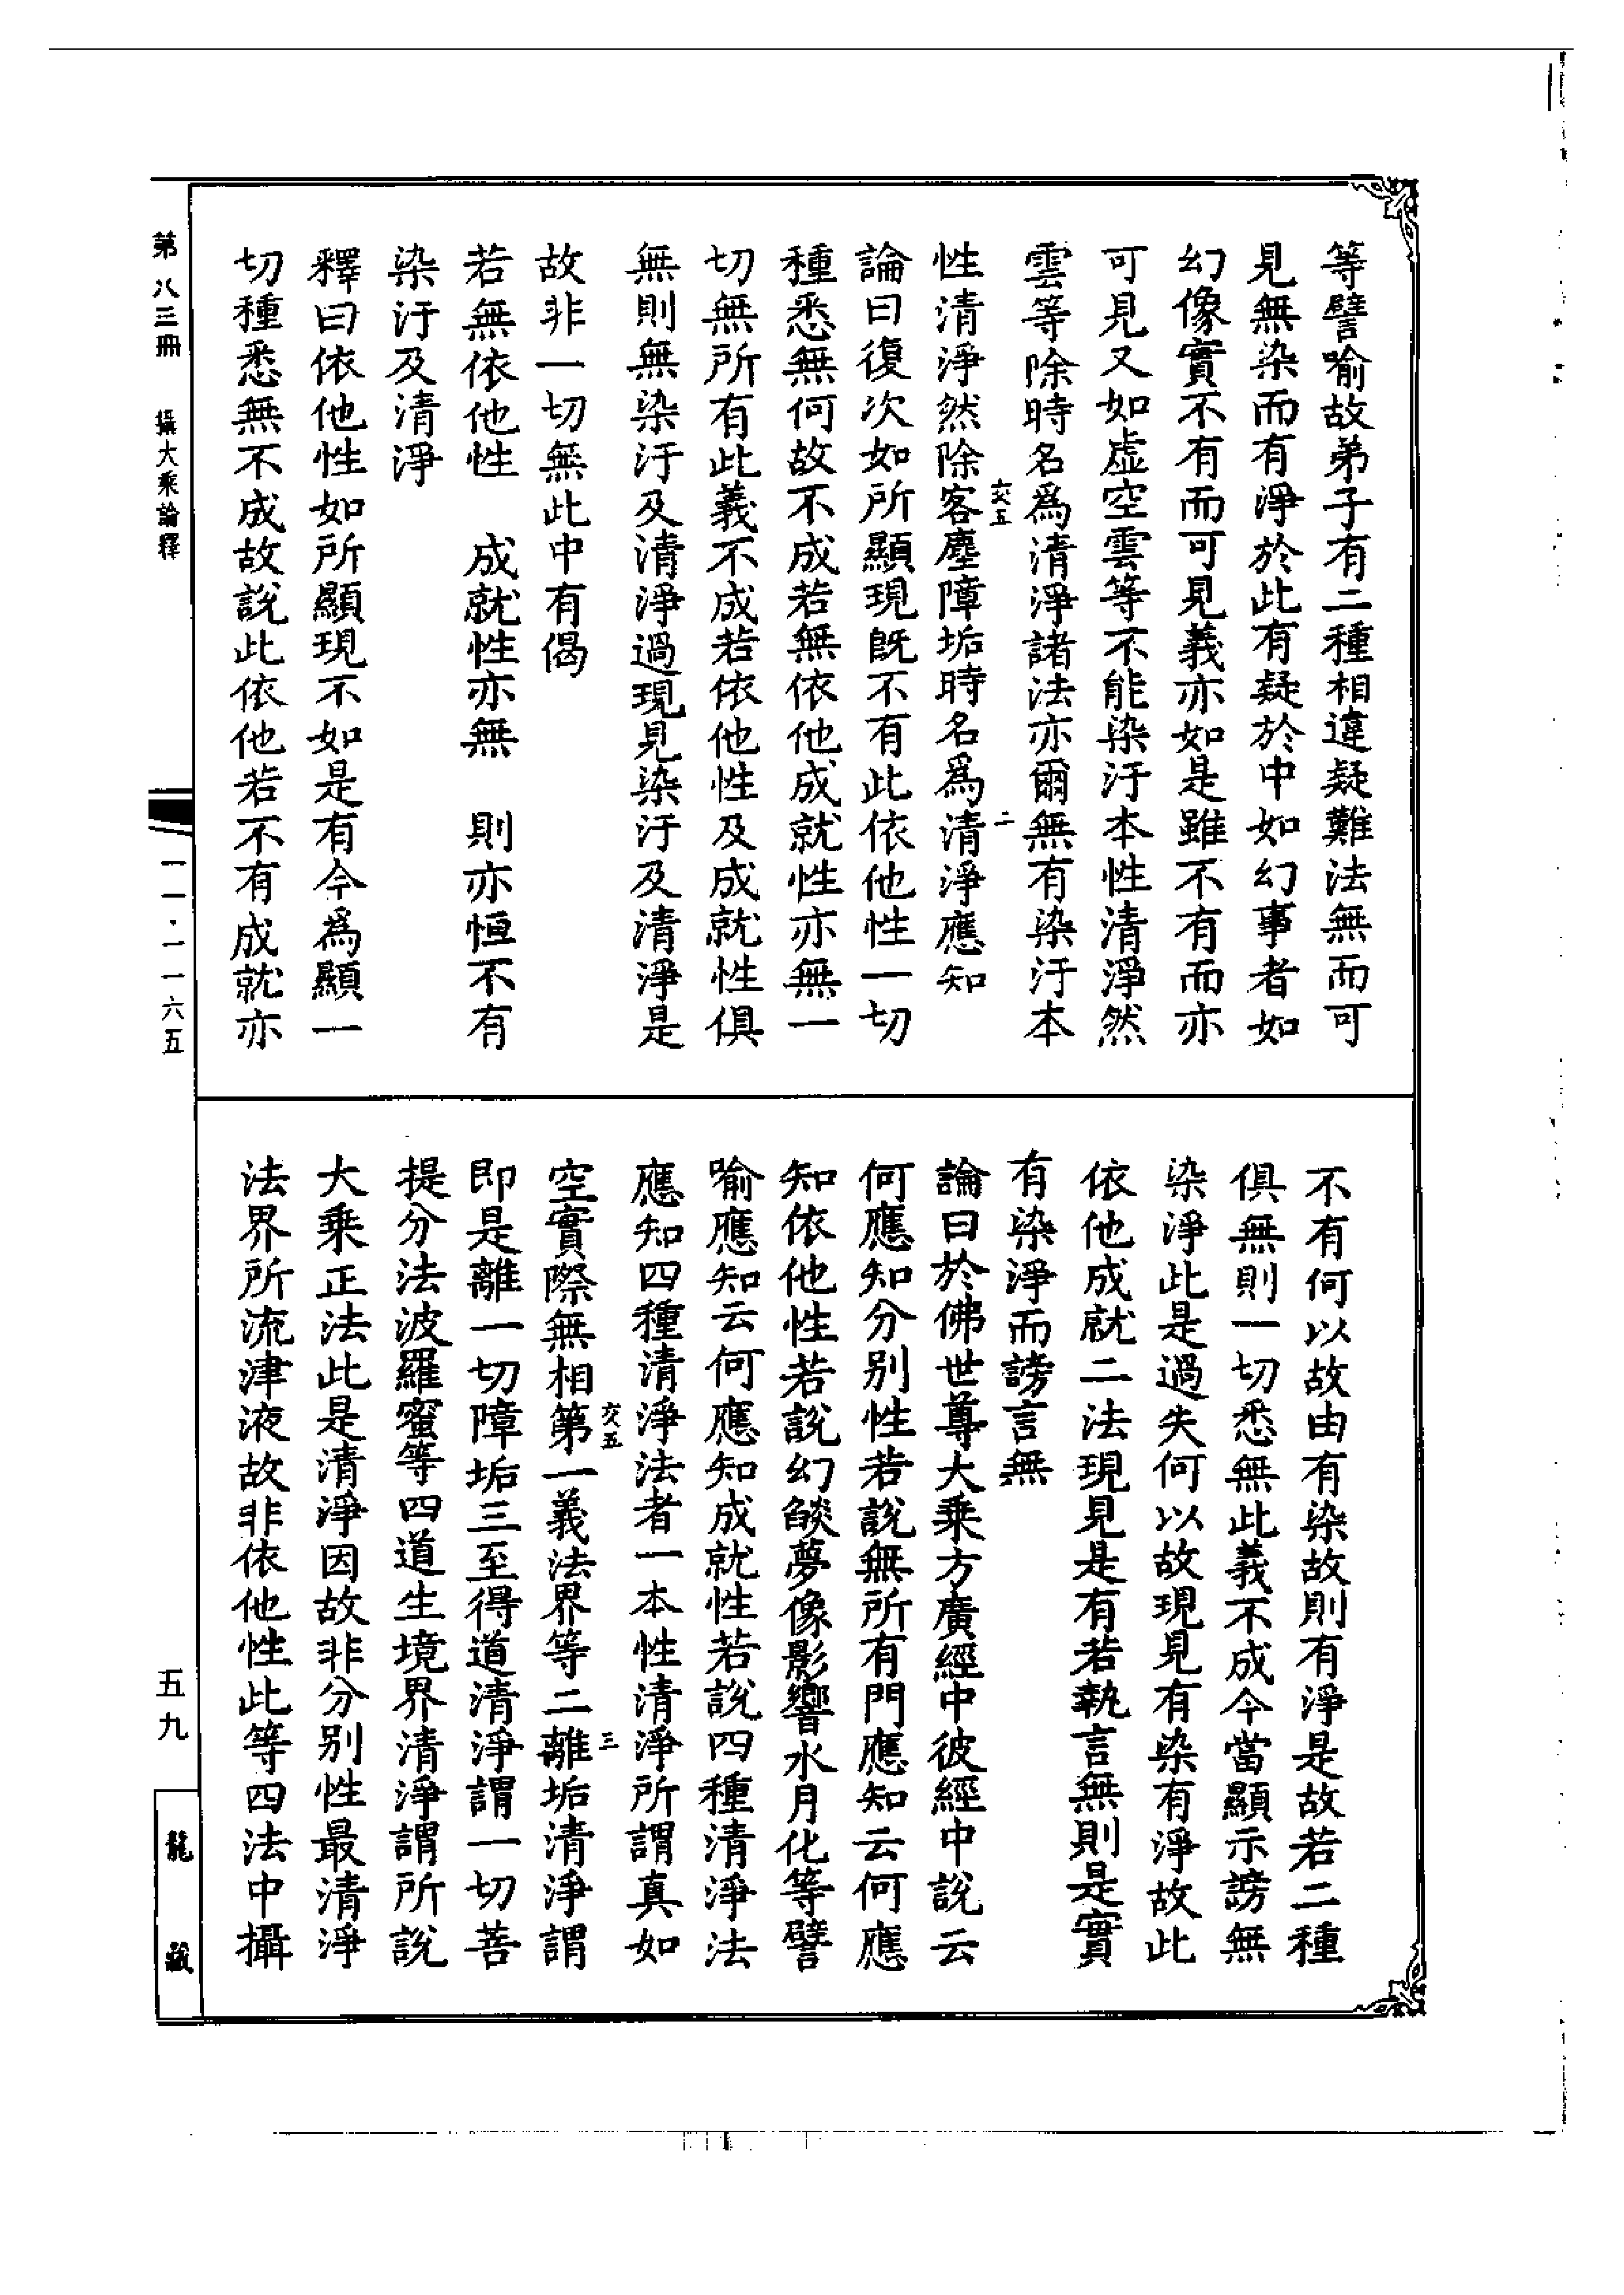 等譬喻故弟子有二種相違疑難法無而可
見無染而有淨於此有疑於中如幻事者如
幻像實不有而可見義亦如是雖不有而亦
可見又如虛空雲等不能染汙本性清淨然
雲等除時名爲清淨諸法亦爾無有染汙本
性清淨然除客塵障垢時名爲清淨應知
交五
二
論曰復次如所顯現旣不有此依他性一切
種悉無何故不成若無依他成就性亦無一
切無所有此義不成若依他性及成就性俱
無則無染汙及清淨過現見染汙及清淨是
故非一切無此中有偈
若無依他性　成就性亦無　則亦恒不有
染汙及清淨
釋曰依他性如所顯現不如是有今爲顯一
切種悉無不成故說此依他若不有成就亦
不有何以故由有染故則有淨是故若二種
俱無則一切悉無此義不成今當顯示謗無
染淨此是過失何以故現見有染有淨故此
依他成就二法現見是有若執言無則是實
有染淨而謗言無
論曰於佛世尊大乘方廣經中彼經中說云
何應知分別性若說無所有門應知云何應
知依他性若說幻燄夢像影響水月化等譬
喻應知云何應知成就性若說四種清淨法
應知四種清淨法者一本性清淨所謂真如
交五
三
空實際無相第一義法界等二離垢清淨謂
即是離一切障垢三至得道清淨謂一切菩
提分法波羅蜜等四道生境界清淨謂所說
大乘正法此是清淨因故非分別性最清淨
法界所流津液故非依他性此等四法中攝
第八三冊　攝大乘論釋
一一．一一六五
五九
龍藏